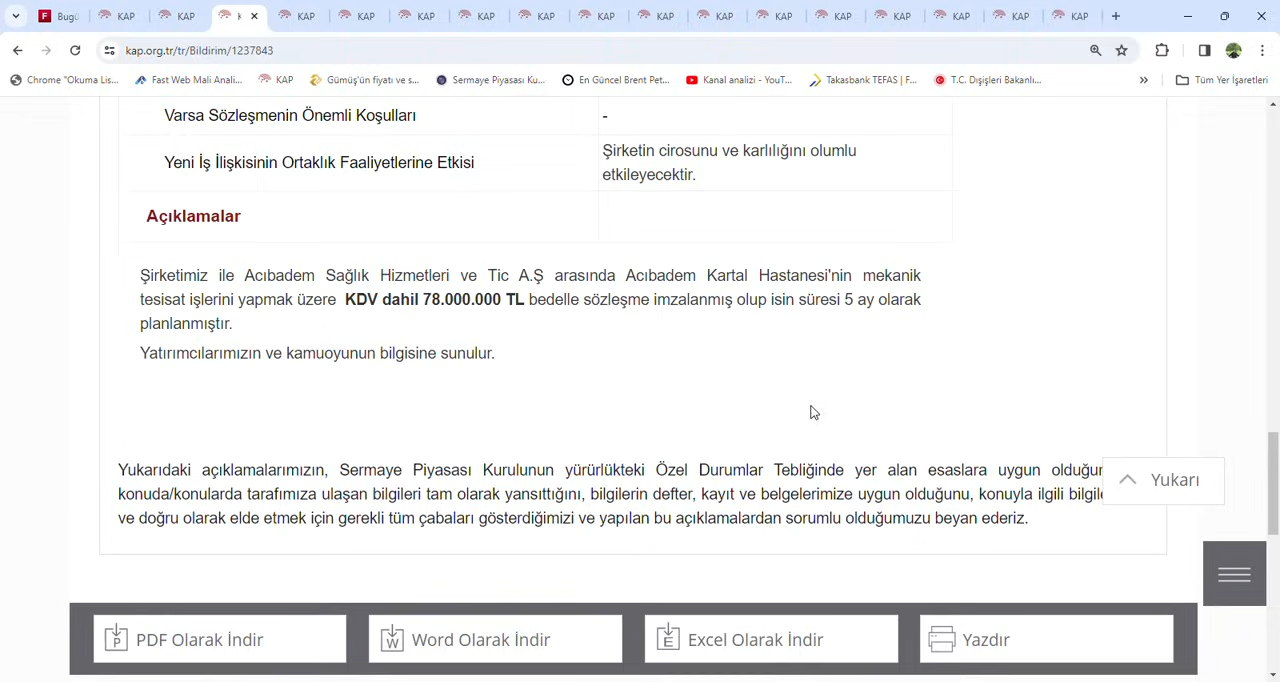 F Bugü KAP KAP K KAP KAP KAP KAP KAP KAP KAP KAP KAP KAP KAP KAP KAP KAP
kap.org.tr/tr/Bildirim/1237843
Chrome "Okuma Lis... Fast Web Mali Anali... KAP Gümüş'ün fiyatı ve s... Sermaye Piyasası Ku... En Güncel Brent Pet... Kanal analizi - YouT... Takasbank TEFAS | F... T.C. Dışişleri Bakanlı... » Tüm Yer İşaretleri
Varsa Sözleşmenin Önemli Koşulları -
Yeni İş İlişkisinin Ortaklık Faaliyetlerine Etkisi Şirketin cirosunu ve karlılığını olumlu
etkileyecektir.
Açıklamalar
Şirketimiz ile Acıbadem Sağlık Hizmetleri ve Tic A.Ş arasında Acıbadem Kartal Hastanesi'nin mekanik
tesisat işlerini yapmak üzere KDV dahil 78.000.000 TL bedelle sözleşme imzalanmış olup isin süresi 5 ay olarak
planlanmıştır.
Yatırımcılarımızın ve kamuoyunun bilgisine sunulur.
Yukarıdaki açıklamalarımızın, Sermaye Piyasası Kurulunun yürürlükteki Özel Durumlar Tebliğinde yer alan esaslara uygun olduğun
konuda/konularda tarafımıza ulaşan bilgileri tam olarak yansıttığını, bilgilerin defter, kayıt ve belgelerimize uygun olduğunu, konuyla ilgili bilgile
ve doğru olarak elde etmek için gerekli tüm çabaları gösterdiğimizi ve yapılan bu açıklamalardan sorumlu olduğumuzu beyan ederiz.
Yukarı
PDF Olarak İndir Word Olarak İndir Excel Olarak İndir Yazdır